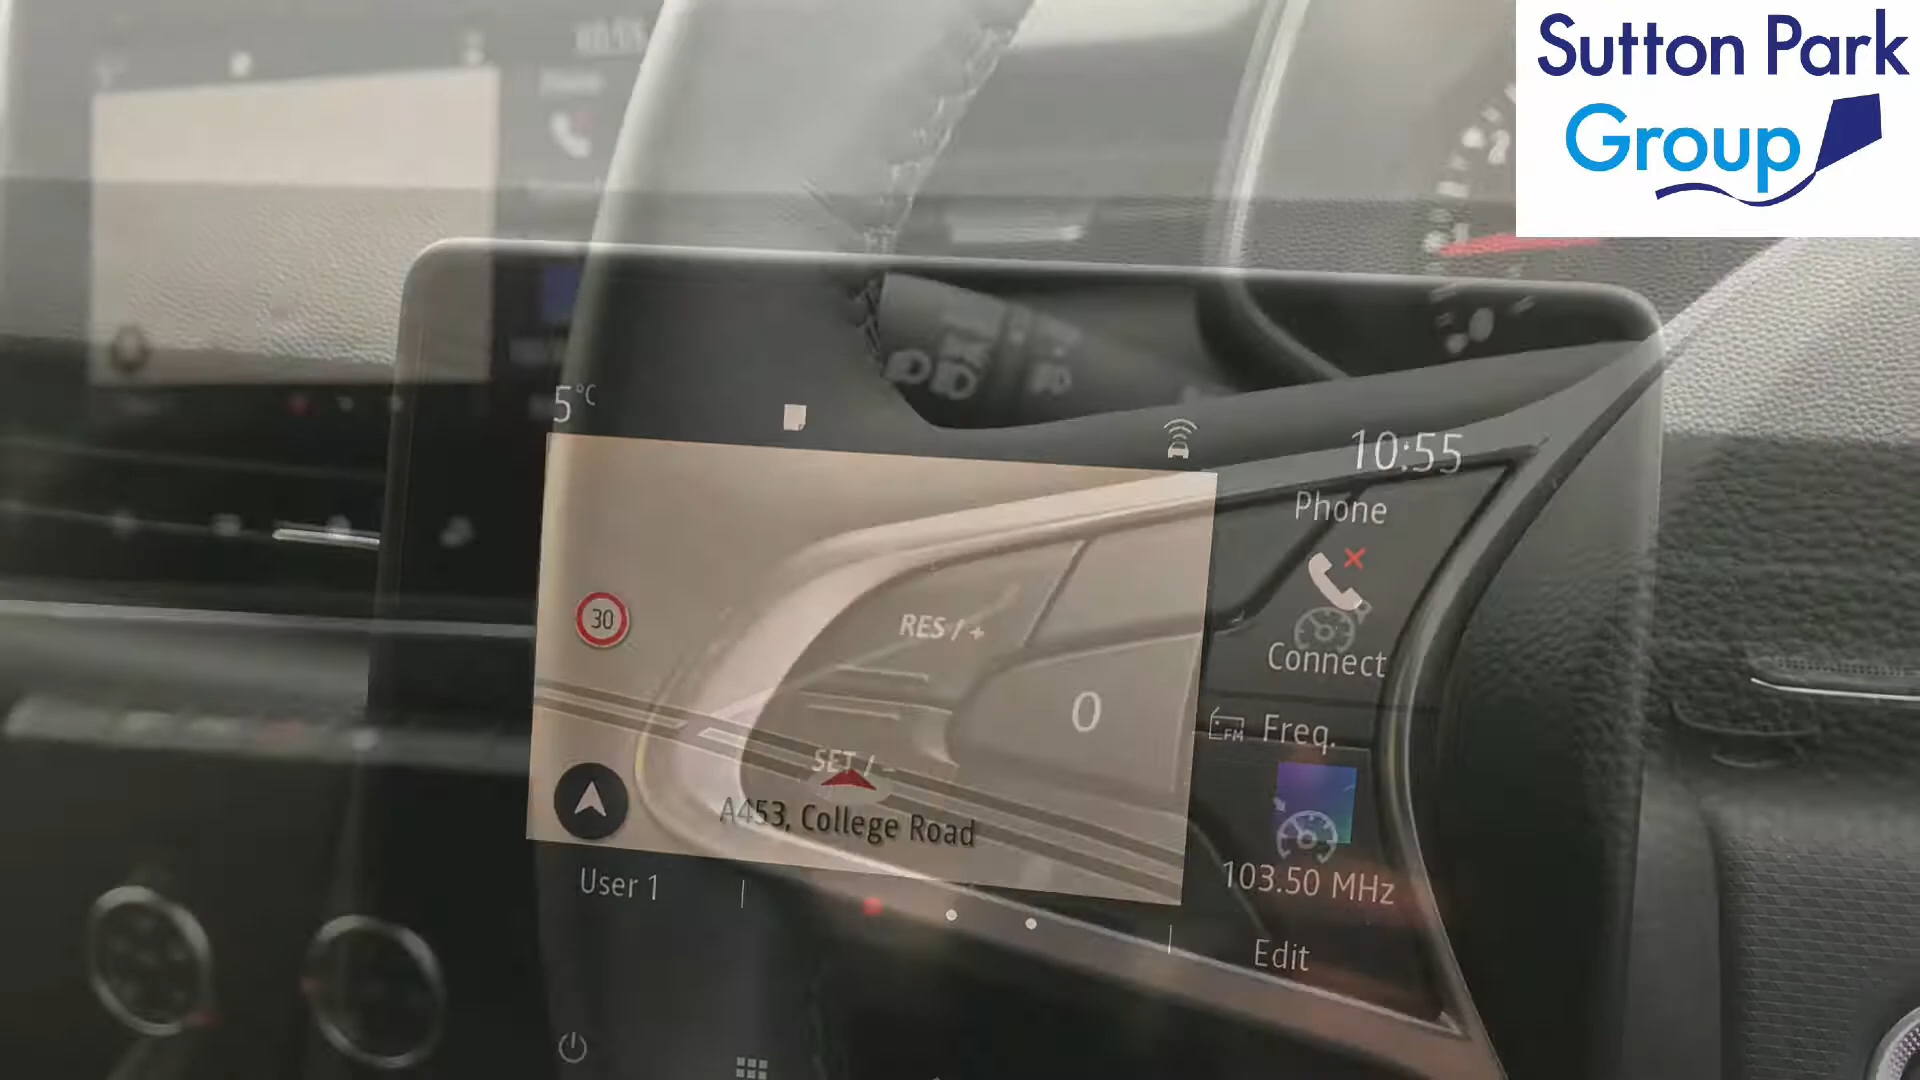 Sutton Park
Group
5°C
10:55
Phone
30
RES / +
Connect
0
FM Freq.
SET / -
A453, College Road
103.50 MHz
User 1
Edit